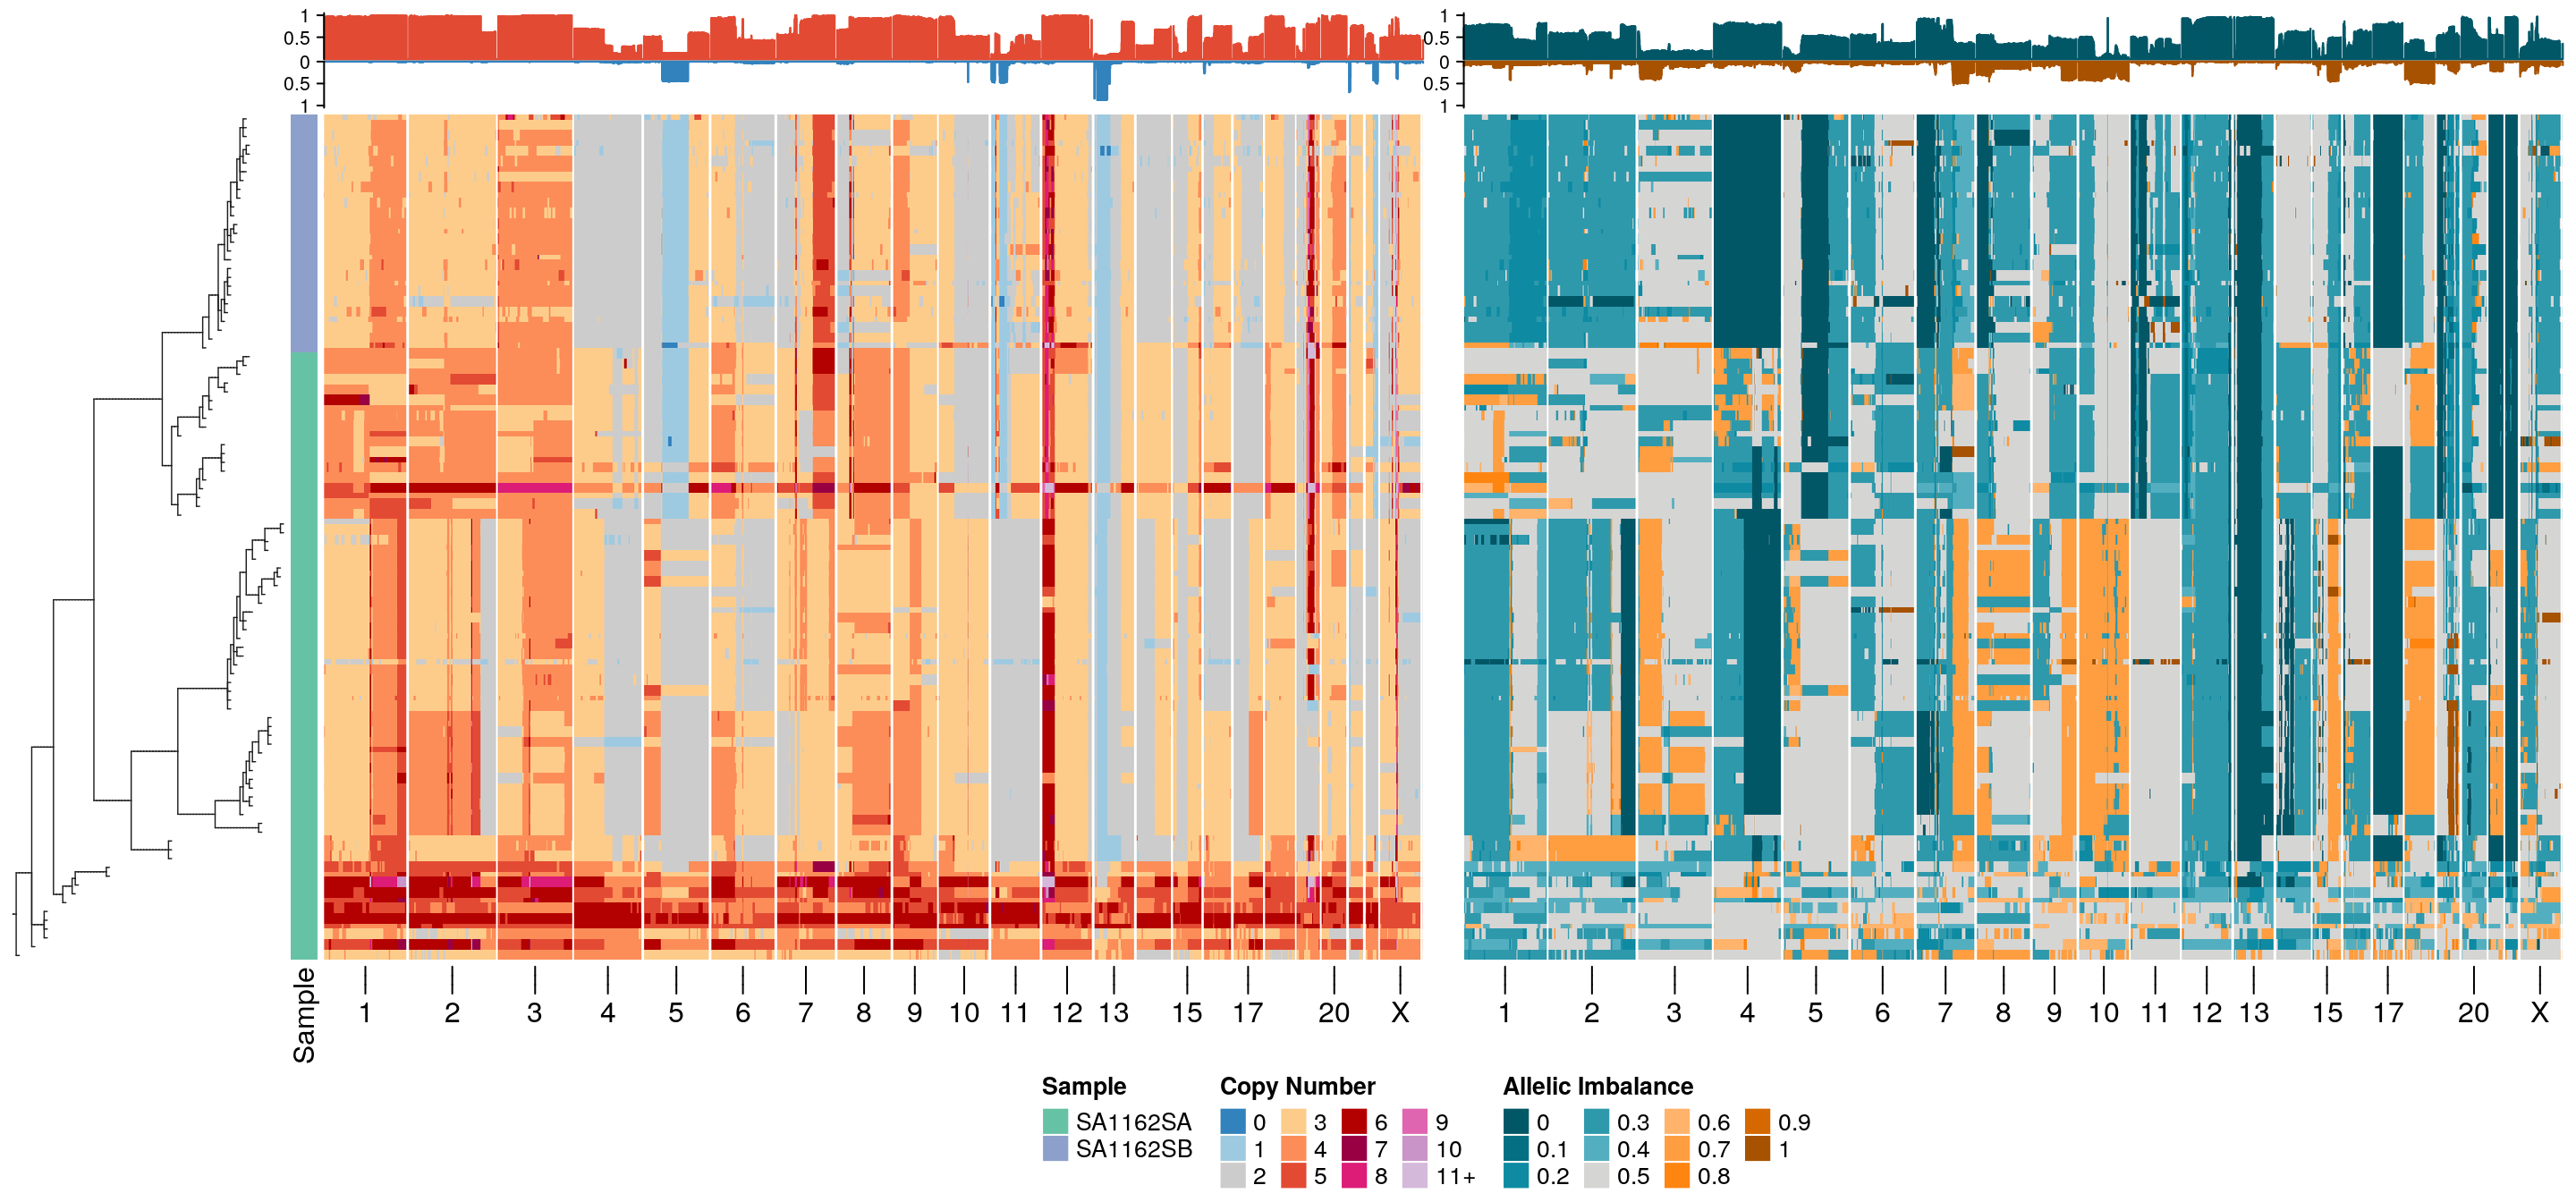 1
0.5
0
0.5
1
1
0.5
0
0.5
1
Sample
1 2 3 4 5 6 7 8 9 10 11 12 13 15 17 20 X
1 2 3 4 5 6 7 8 9 10 11 12 13 15 17 20 X
Sample
SA1162SA
SA1162SB
Copy Number
0 3 6 9
1 4 7 10
2 5 8 11+
Allelic Imbalance
0 0.3 0.6 0.9
0.1 0.4 0.7 1
0.2 0.5 0.8